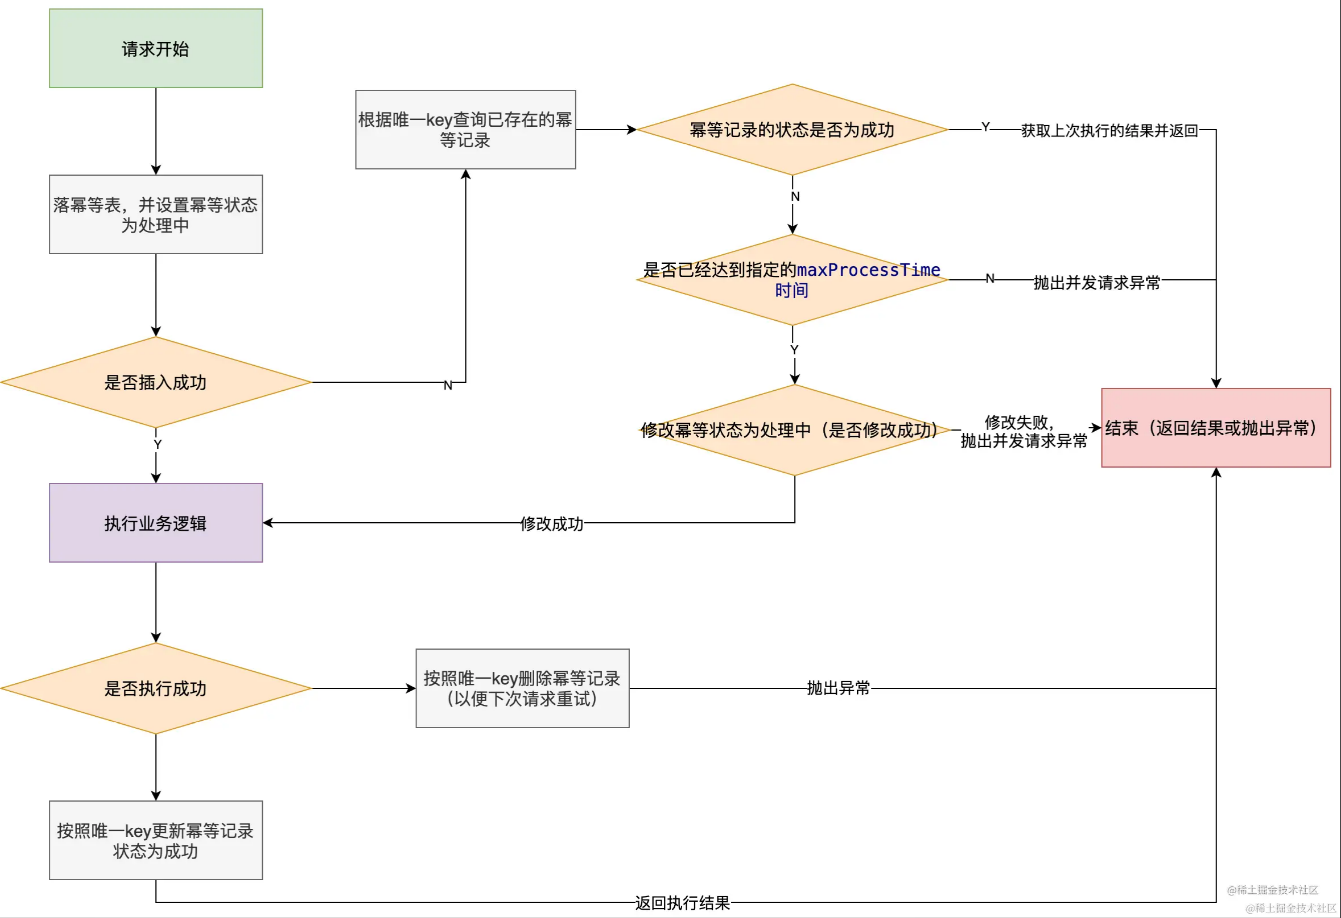 请求开始
落幂等表，并设置幂等状态
为处理中
是否插入成功
N
Y
根据唯一key查询已存在的幂
等记录
幂等记录的状态是否为成功
Y
获取上次执行的结果并返回
N
是否已经达到指定的maxProcessTime
时间
N
抛出并发请求异常
Y
修改幂等状态为处理中（是否修改成功）
修改失败，
抛出并发请求异常
结束（返回结果或抛出异常）
修改成功
执行业务逻辑
是否执行成功
按照唯一key删除幂等记录
（以便下次请求重试）
抛出异常
按照唯一key更新幂等记录
状态为成功
返回执行结果
@稀土掘金技术社区
@稀土掘金技术社区